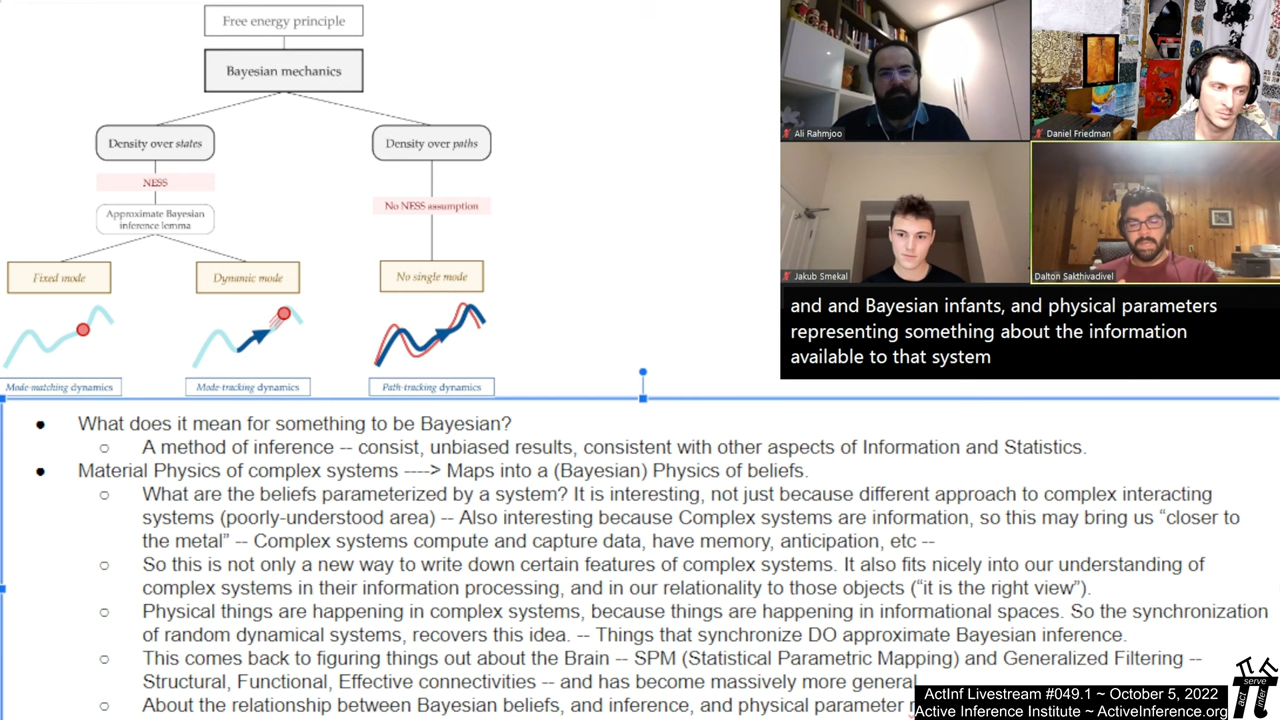 Free energy principle
Bayesian mechanics
Density over states
Density over paths
NESS
No NESS assumption
Approximate Bayesian
inference lemma
Fixed mode
Dynamic mode
No single mode
Mode-matching dynamics
Mode-tracking dynamics
Path-tracking dynamics
Ali Rahmjoo
Daniel Friedman
Jakub Smekal
Dalton Sakthivadivel
and and Bayesian infants, and physical parameters
representing something about the information
available to that system
● What does it mean for something to be Bayesian?
○ A method of inference -- consist, unbiased results, consistent with other aspects of Information and Statistics.
● Material Physics of complex systems ----> Maps into a (Bayesian) Physics of beliefs.
○ What are the beliefs parameterized by a system? It is interesting, not just because different approach to complex interacting
systems (poorly-understood area) -- Also interesting because Complex systems are information, so this may bring us “closer to
the metal” -- Complex systems compute and capture data, have memory, anticipation, etc --
○ So this is not only a new way to write down certain features of complex systems. It also fits nicely into our understanding of
complex systems in their information processing, and in our relationality to those objects (“it is the right view”).
○ Physical things are happening in complex systems, because things are happening in informational spaces. So the synchronization
of random dynamical systems, recovers this idea. -- Things that synchronize DO approximate Bayesian inference.
○ This comes back to figuring things out about the Brain -- SPM (Statistical Parametric Mapping) and Generalized Filtering --
Structural, Functional, Effective connectivities -- and has become massively more general
○ About the relationship between Bayesian beliefs, and inference, and physical parameter
ActInf Livestream #049.1 ~ October 5, 2022
Active Inference Institute ~ ActiveInference.org
serve
act
infer